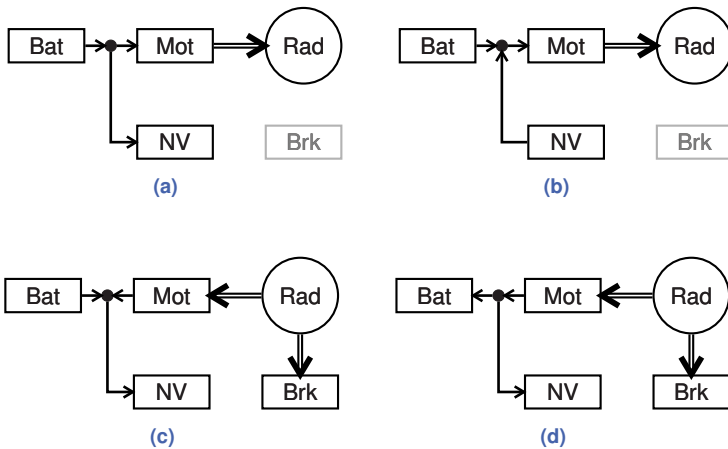 Bat Mot Rad
NV Brk
(a)
Bat Mot Rad
NV Brk
(b)
Bat Mot Rad
NV Brk
(c)
Bat Mot Rad
NV Brk
(d)